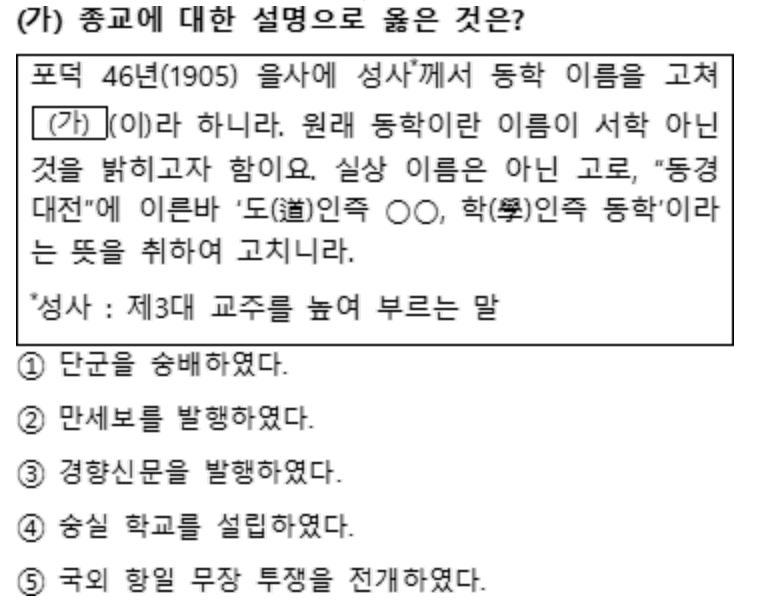 (가) 종교에 대한 설명으로 옳은 것은?
포덕 46년(1905) 을사에 성사*께서 동학 이름을 고쳐
(가) (이)라 하니라. 원래 동학이란 이름이 서학 아닌
것을 밝히고자 함이요. 실상 이름은 아닌 고로, "동경
대전"에 이른바 '도(道)인즉 ○○, 학(學)인즉 동학'이라
는 뜻을 취하여 고치니라.
*성사 : 제3대 교주를 높여 부르는 말
① 단군을 숭배하였다.
② 만세보를 발행하였다.
③ 경향신문을 발행하였다.
④ 숭실 학교를 설립하였다.
⑤ 국외 항일 무장 투쟁을 전개하였다.